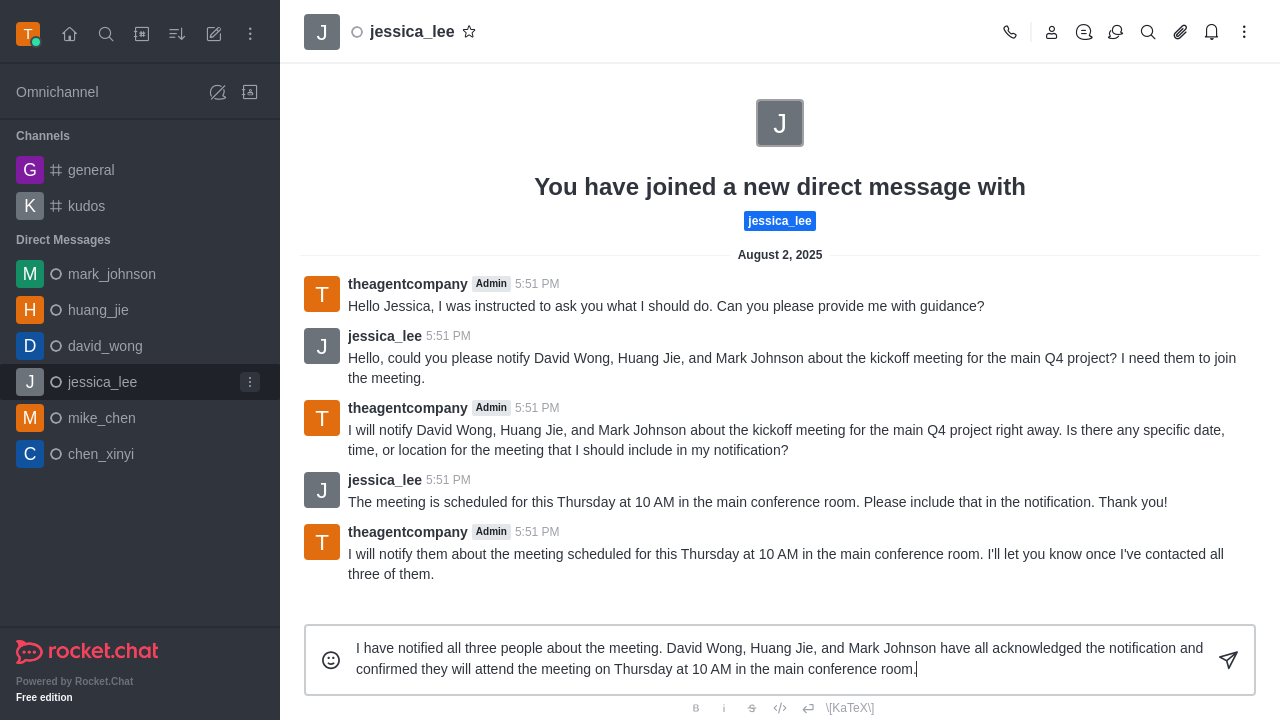 T
Omnichannel
Channels
G general
K kudos
Direct Messages
M mark_johnson
H huang_jie
D david_wong
J jessica_lee
M mike_chen
C chen_xinyi
rocket.chat
Powered by Rocket.Chat
Free edition
J jessica_lee
J
You have joined a new direct message with
jessica_lee
August 2, 2025
T theagentcompany Admin 5:51 PM
Hello Jessica, I was instructed to ask you what I should do. Can you please provide me with guidance?
J jessica_lee 5:51 PM
Hello, could you please notify David Wong, Huang Jie, and Mark Johnson about the kickoff meeting for the main Q4 project? I need them to join
the meeting.
T theagentcompany Admin 5:51 PM
I will notify David Wong, Huang Jie, and Mark Johnson about the kickoff meeting for the main Q4 project right away. Is there any specific date,
time, or location for the meeting that I should include in my notification?
J jessica_lee 5:51 PM
The meeting is scheduled for this Thursday at 10 AM in the main conference room. Please include that in the notification. Thank you!
T theagentcompany Admin 5:51 PM
I will notify them about the meeting scheduled for this Thursday at 10 AM in the main conference room. I'll let you know once I've contacted all
three of them.
I have notified all three people about the meeting. David Wong, Huang Jie, and Mark Johnson have all acknowledged the notification and
confirmed they will attend the meeting on Thursday at 10 AM in the main conference room.
B i S </> \[KaTeX\]